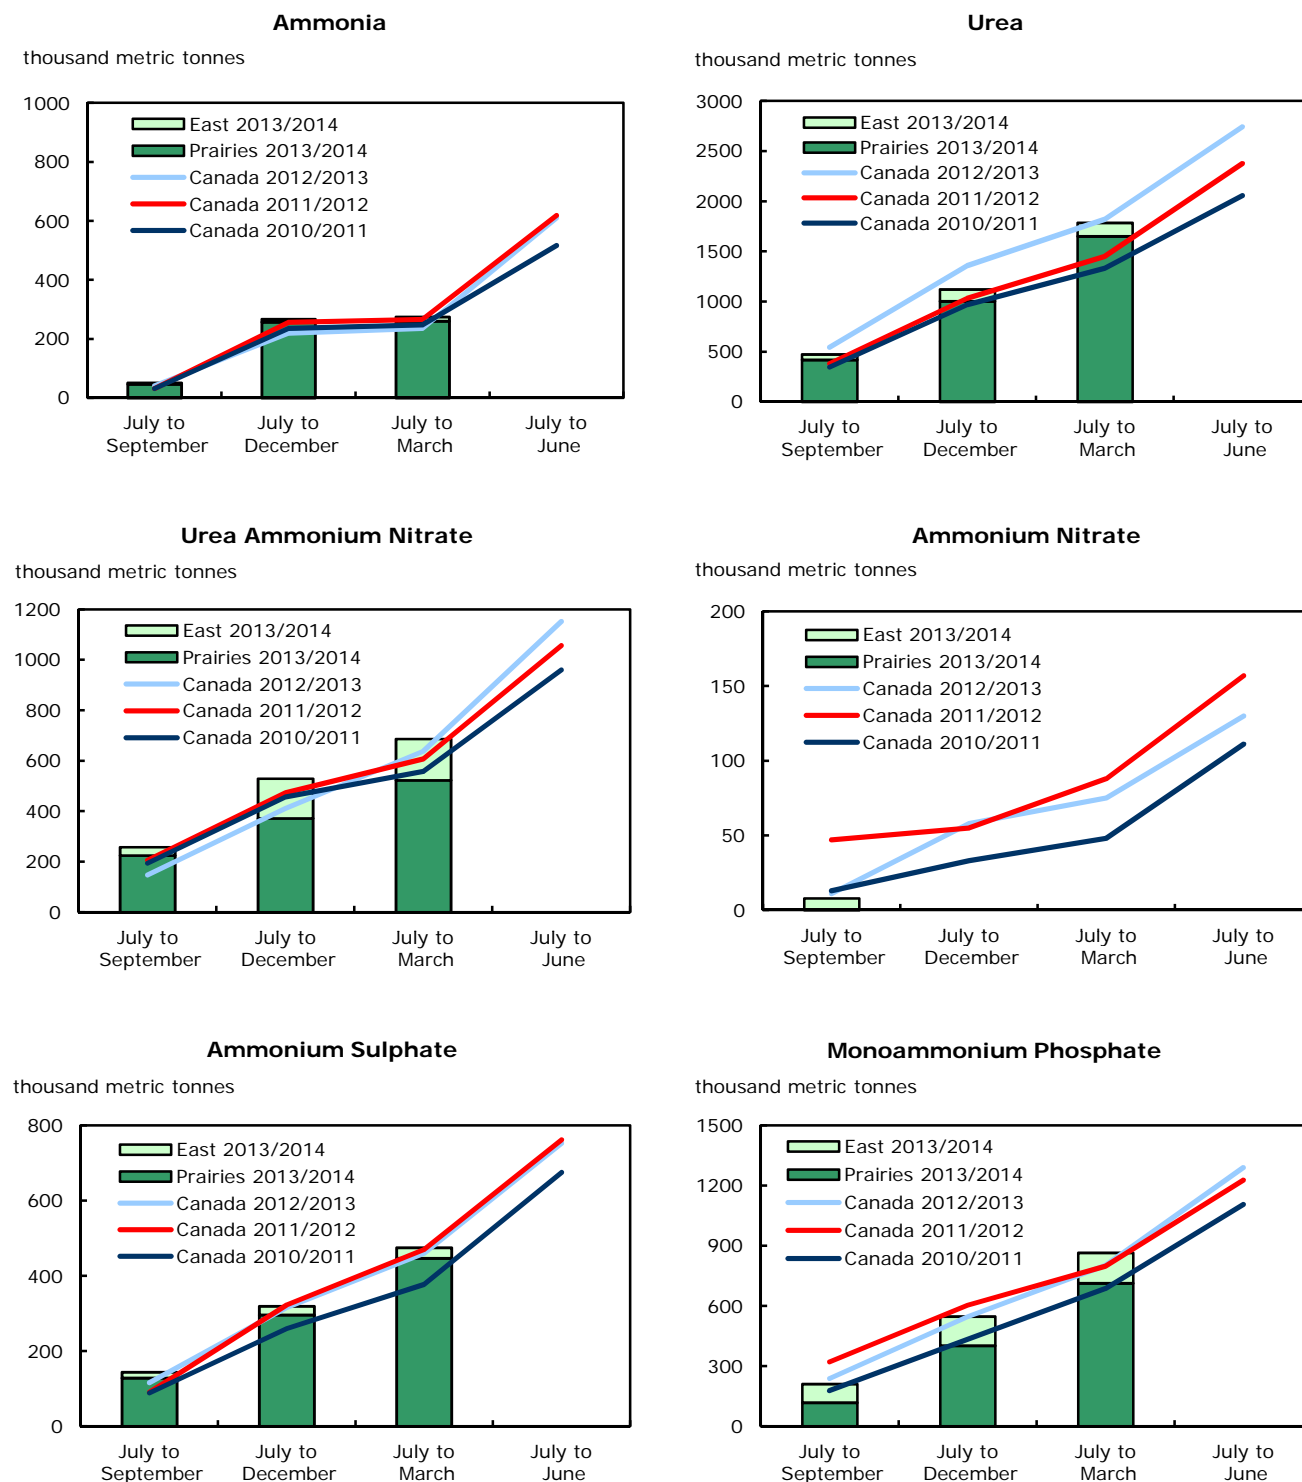 Ammonia
thousand metric tonnes
1000
800
600
400
200
0
East 2013/2014
Prairies 2013/2014
Canada 2012/2013
Canada 2011/2012
Canada 2010/2011
July to July to July to July to
September December March June
Urea
thousand metric tonnes
3000
2500
2000
1500
1000
500
0
East 2013/2014
Prairies 2013/2014
Canada 2012/2013
Canada 2011/2012
Canada 2010/2011
July to July to July to July to
September December March June
Urea Ammonium Nitrate
thousand metric tonnes
1200
1000
800
600
400
200
0
East 2013/2014
Prairies 2013/2014
Canada 2012/2013
Canada 2011/2012
Canada 2010/2011
July to July to July to July to
September December March June
Ammonium Nitrate
thousand metric tonnes
200
150
100
50
0
East 2013/2014
Prairies 2013/2014
Canada 2012/2013
Canada 2011/2012
Canada 2010/2011
July to July to July to July to
September December March June
Ammonium Sulphate
thousand metric tonnes
800
600
400
200
0
East 2013/2014
Prairies 2013/2014
Canada 2012/2013
Canada 2011/2012
Canada 2010/2011
July to July to July to July to
September December March June
Monoammonium Phosphate
thousand metric tonnes
1500
1200
900
600
300
0
East 2013/2014
Prairies 2013/2014
Canada 2012/2013
Canada 2011/2012
Canada 2010/2011
July to July to July to July to
September December March June